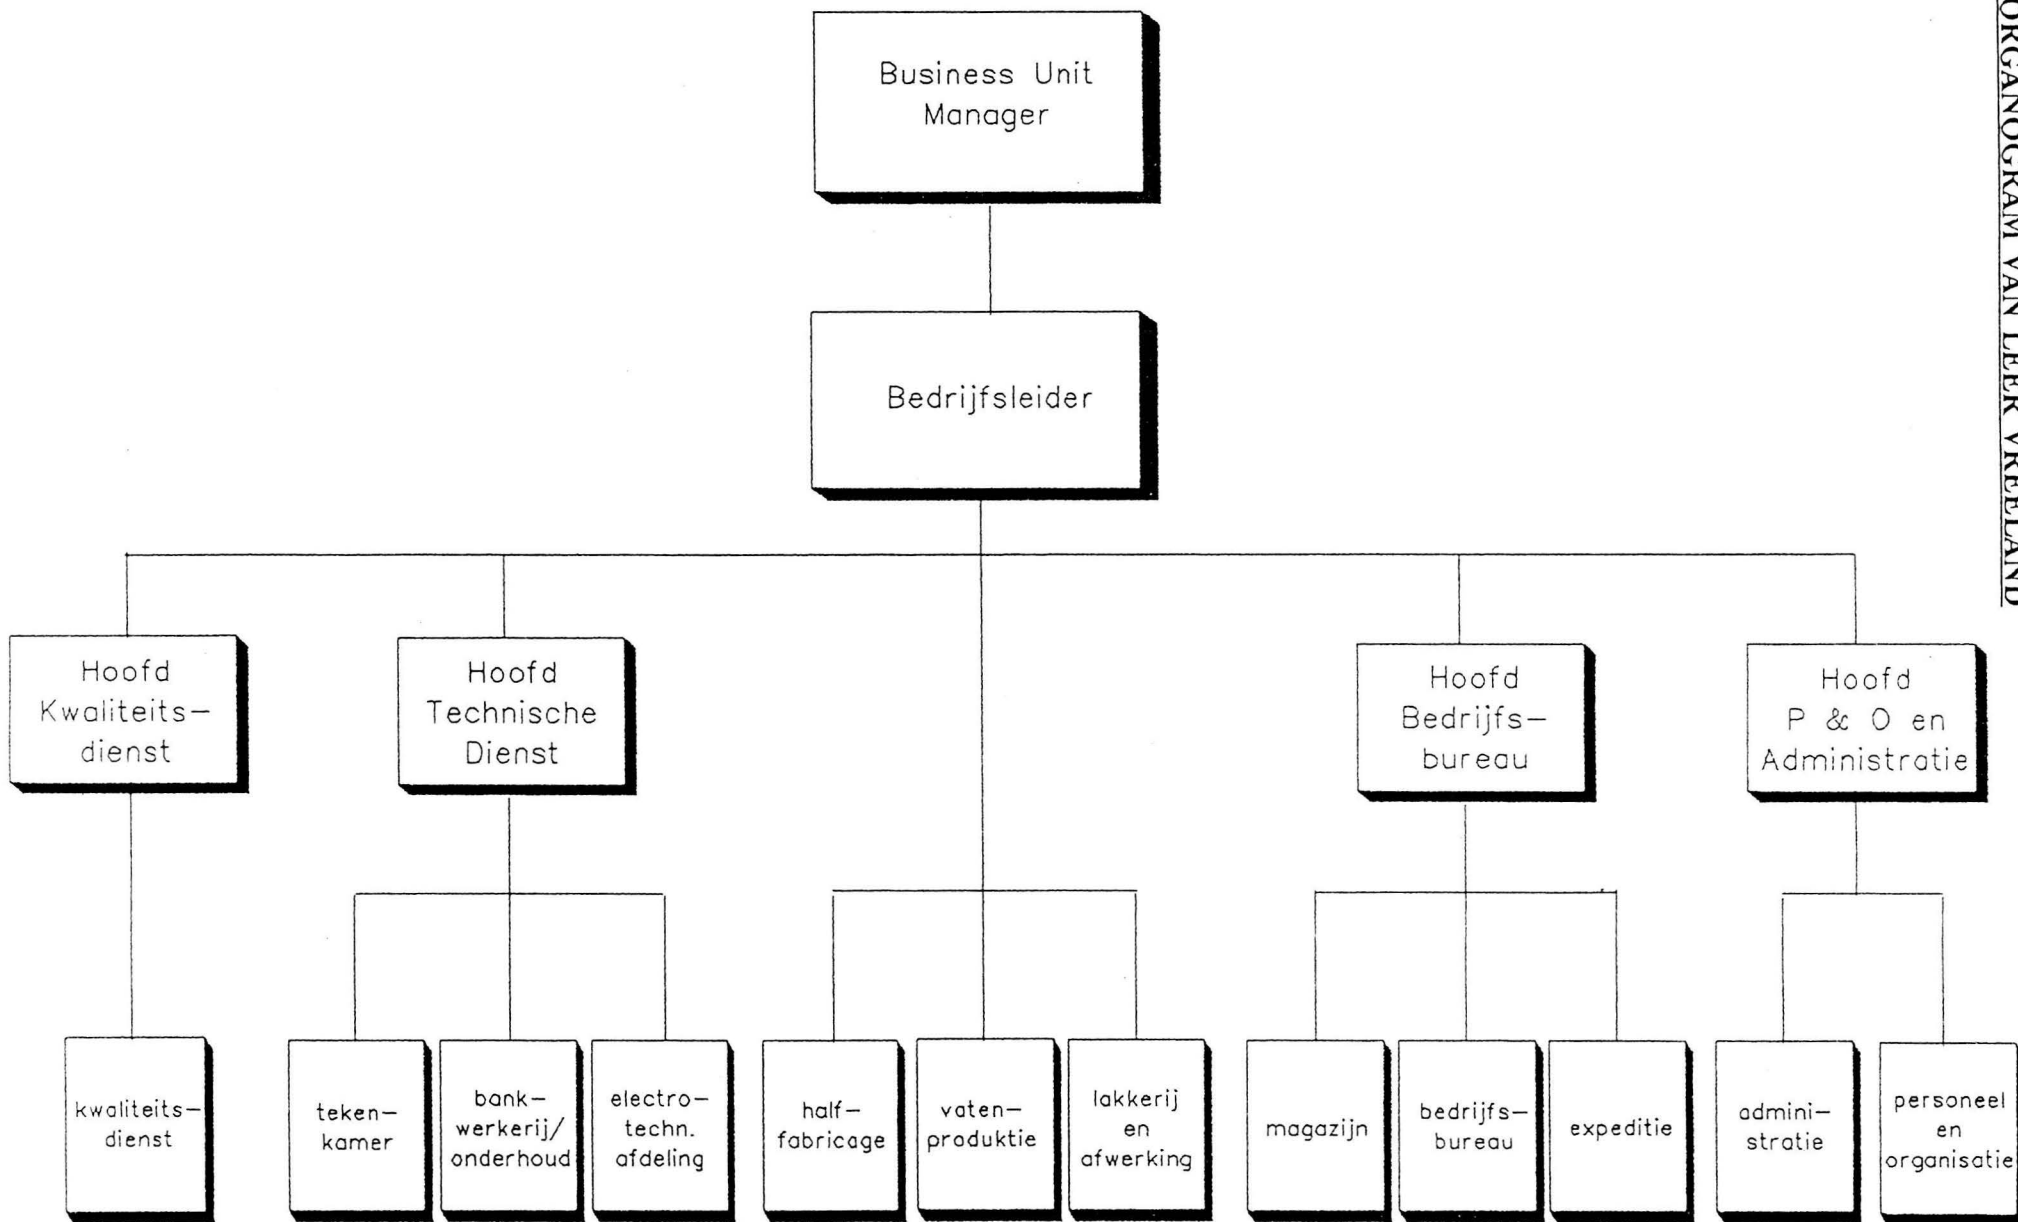 ORGANOGRAM VAN LEER VREELAND
Business Unit
Manager
Bedrijfsleider
Hoofd
Kwaliteits-
dienst
Hoofd
Technische
Dienst
Hoofd
Bedrijfs-
bureau
Hoofd
P & O en
Administratie
kwaliteits-
dienst
teken-
kamer
bank-
werkerij/
onderhoud
electro-
techn.
afdeling
half-
fabricage
vaten-
produktie
lakkerij
en
afwerking
magazijn
bedrijfs-
bureau
expeditie
admini-
stratie
personeel
en
organisatie